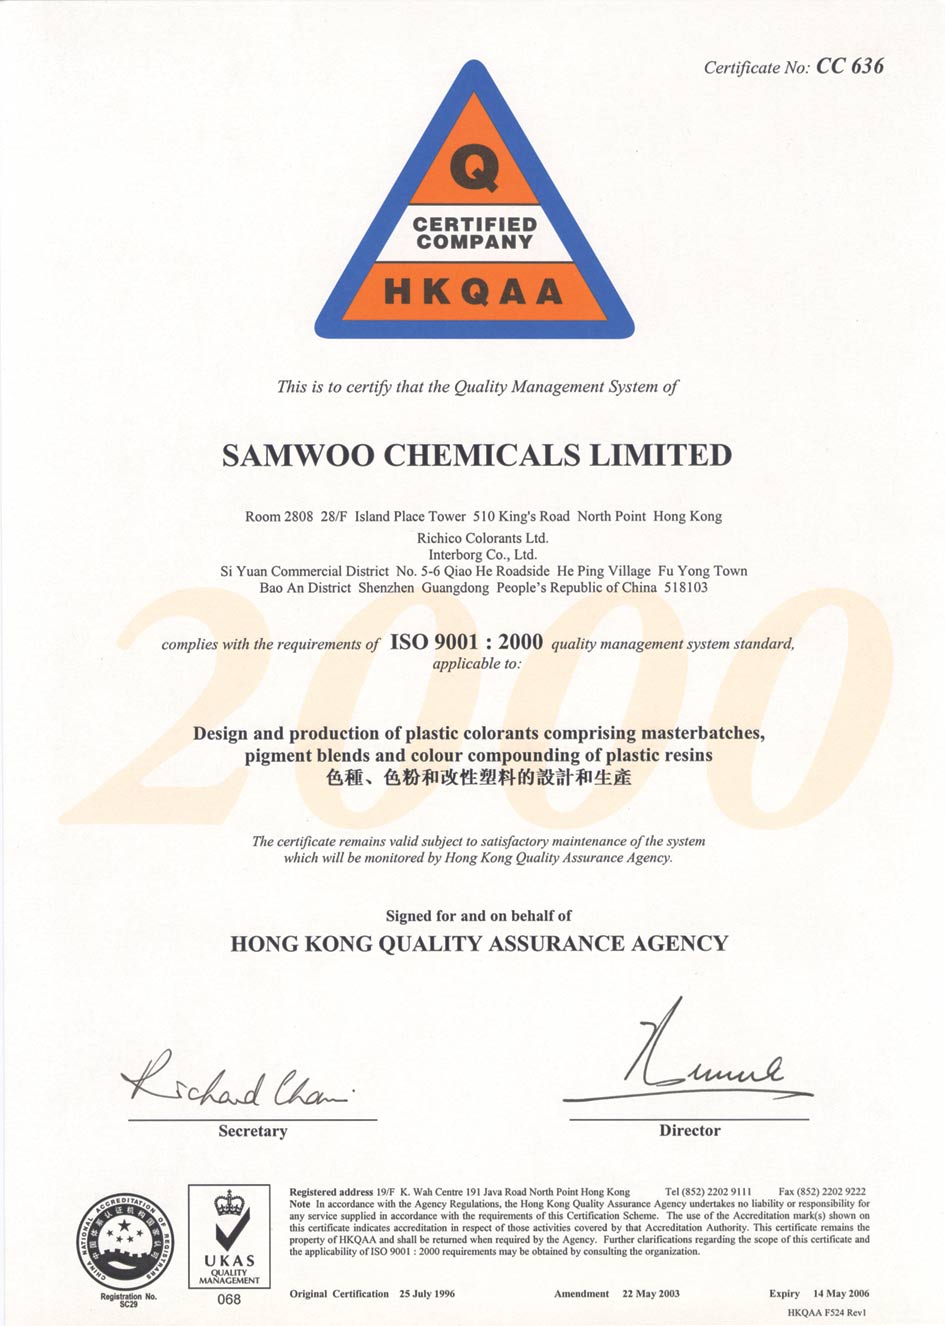 Certificate No: CC 636
Q
CERTIFIED
COMPANY
HKQAA
This is to certify that the Quality Management System of
SAMWOO CHEMICALS LIMITED
Room 2808 28/F Island Place Tower 510 King's Road North Point Hong Kong
Richico Colorants Ltd.
Interborg Co., Ltd.
Si Yuan Commercial District No. 5-6 Qiao He Roadside He Ping Village Fu Yong Town
Bao An District Shenzhen Guangdong People's Republic of China 518103
2000
complies with the requirements of ISO 9001 : 2000 quality management system standard,
applicable to:
Design and production of plastic colorants comprising masterbatches,
pigment blends and colour compounding of plastic resins
色種、色粉和改性塑料的設計和生產
The certificate remains valid subject to satisfactory maintenance of the system
which will be monitored by Hong Kong Quality Assurance Agency.
Signed for and on behalf of
HONG KONG QUALITY ASSURANCE AGENCY
Richard Chan
Secretary
Director
CHINA NATIONAL ACCREDITATION OF REGISTRARS
Registration No.
SC29
UKAS
QUALITY
MANAGEMENT
068
Registered address 19/F K. Wah Centre 191 Java Road North Point Hong Kong Tel (852) 2202 9111 Fax (852) 2202 9222
Note In accordance with the Agency Regulations, the Hong Kong Quality Assurance Agency undertakes no liability or responsibility for
any service supplied in accordance with the requirements of this Certification Scheme. The use of the Accreditation mark(s) shown on
this certificate indicates accreditation in respect of those activities covered by that Accreditation Authority. This certificate remains the
property of HKQAA and shall be returned when required by the Agency. Further clarifications regarding the scope of this certificate and
the applicability of ISO 9001 : 2000 requirements may be obtained by consulting the organization.
Original Certification 25 July 1996 Amendment 22 May 2003 Expiry 14 May 2006
HKQAA F524 Rev1